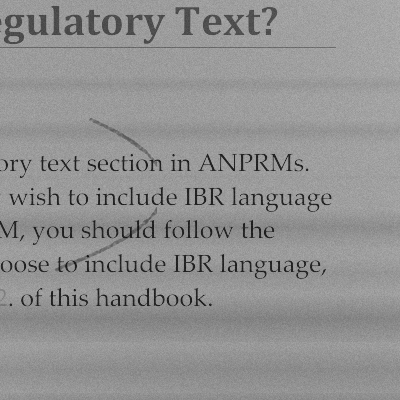 egulatory Text?
ory text section in ANPRMs.
wish to include IBR language
M, you should follow the
oose to include IBR language,
2. of this handbook.